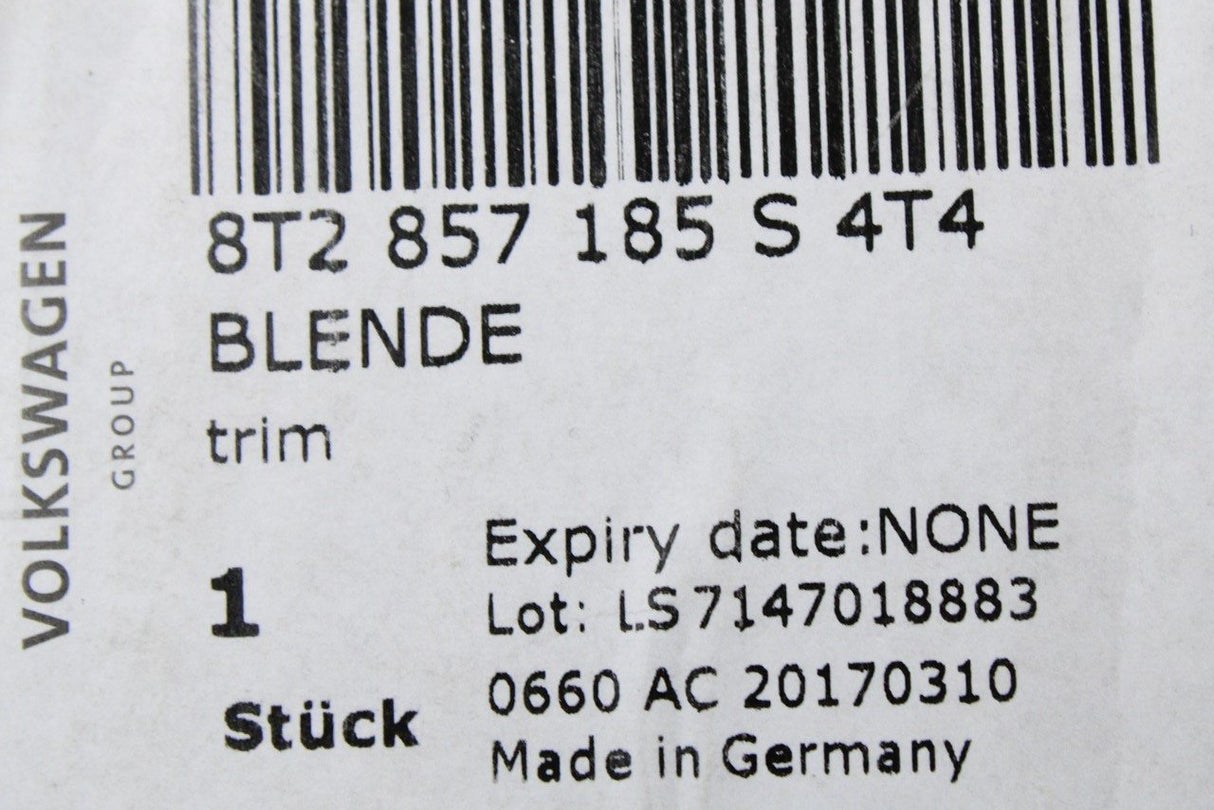 8T2 857 185 S 4T4
BLENDE
trim
1
Stück
Expiry date:NONE
Lot: LS7147018883
0660 AC 20170310
Made in Germany
VOLKSWAGEN
GROUP